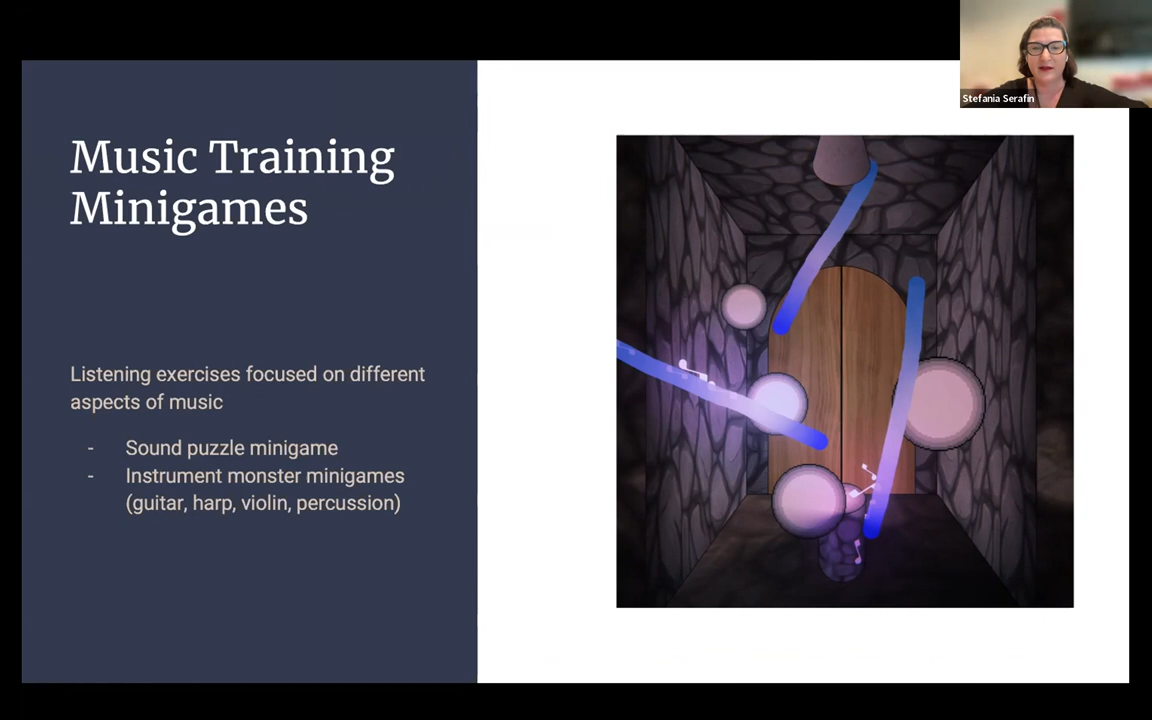 Stefania Serafin
Music Training
Minigames
Listening exercises focused on different
aspects of music
- Sound puzzle minigame
- Instrument monster minigames
(guitar, harp, violin, percussion)